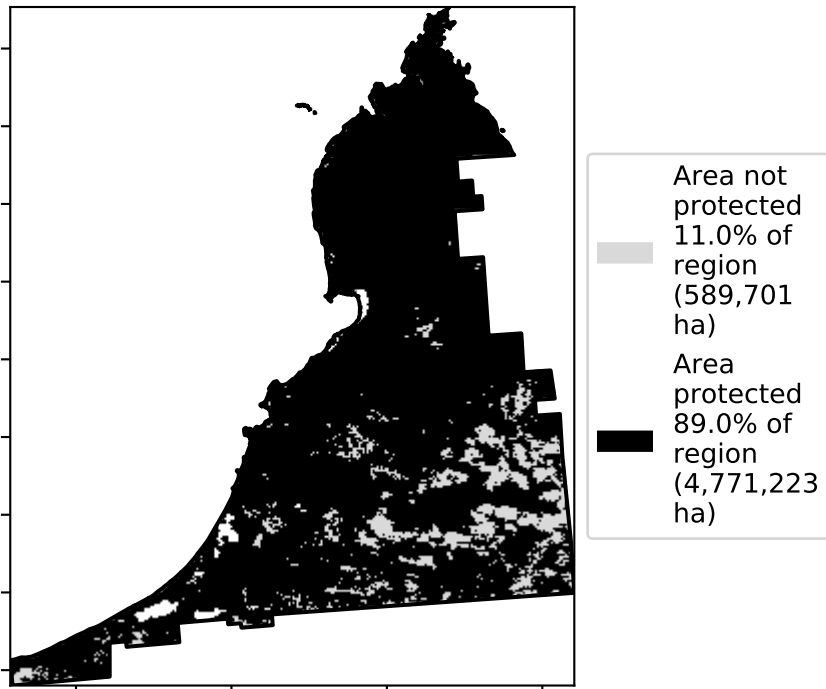 Area not
protected
11.0% of
region
(589,701
ha)
Area
protected
89.0% of
region
(4,771,223
ha)